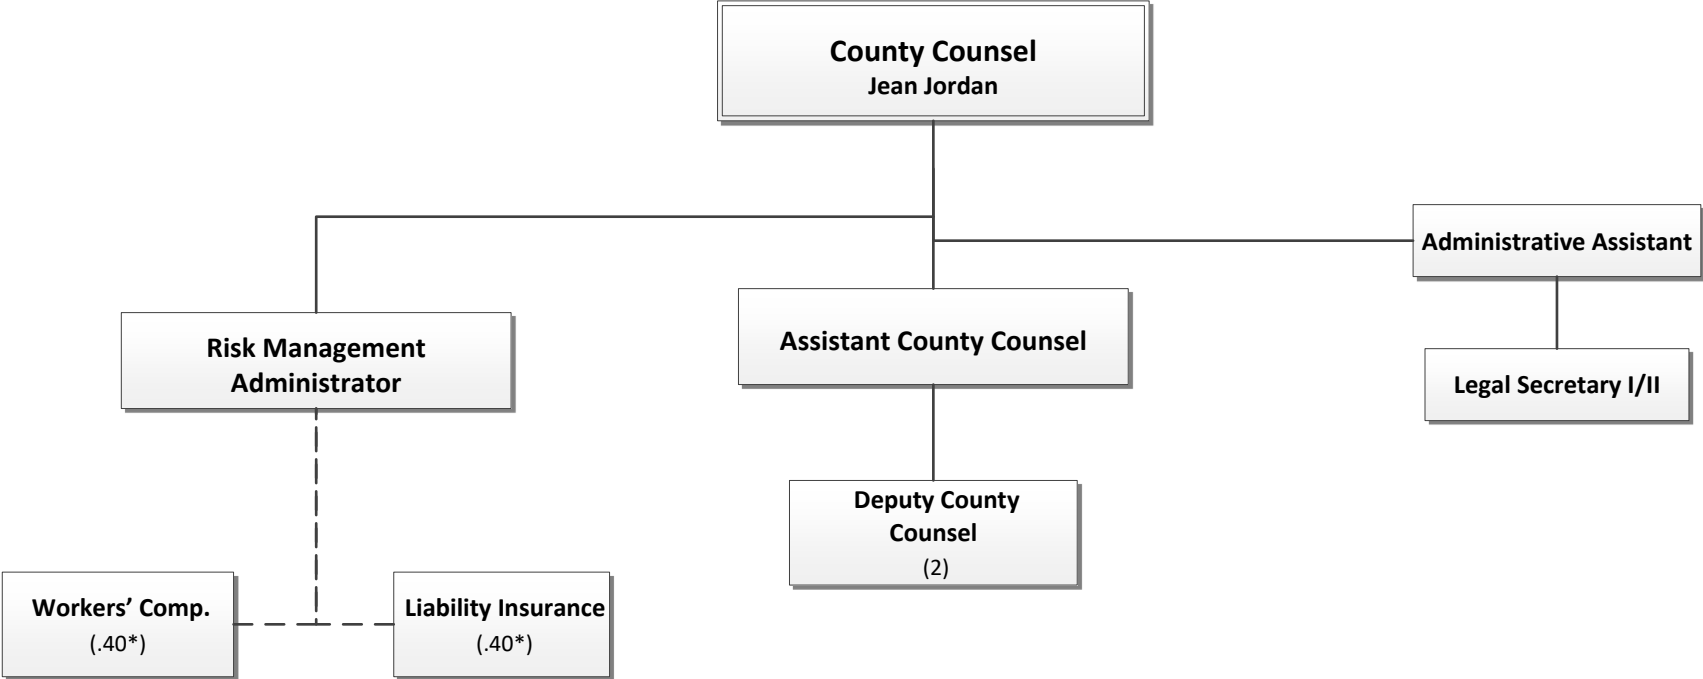 County Counsel
Jean Jordan
Administrative Assistant
Risk Management
Administrator
Assistant County Counsel
Legal Secretary I/II
Deputy County
Counsel
(2)
Workers’ Comp.
(.40*)
Liability Insurance
(.40*)